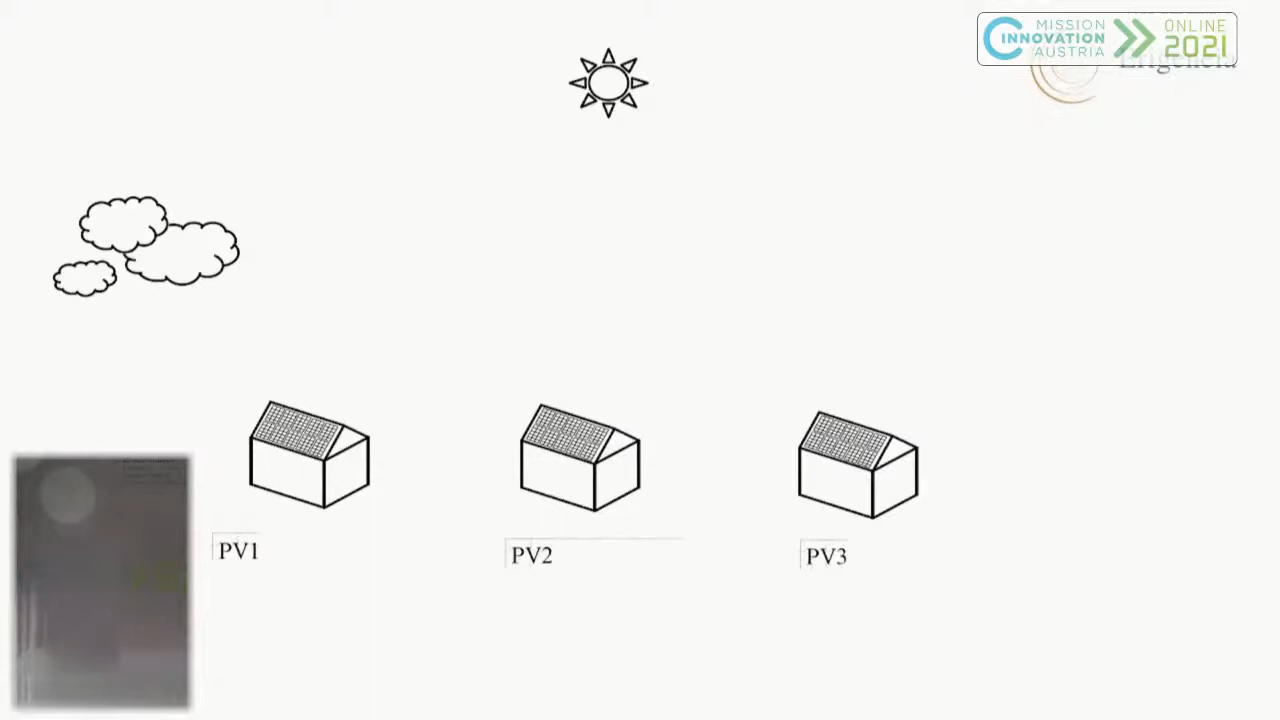 MISSION
INNOVATION
AUSTRIA
ONLINE
2021
PV1
PV2
PV3